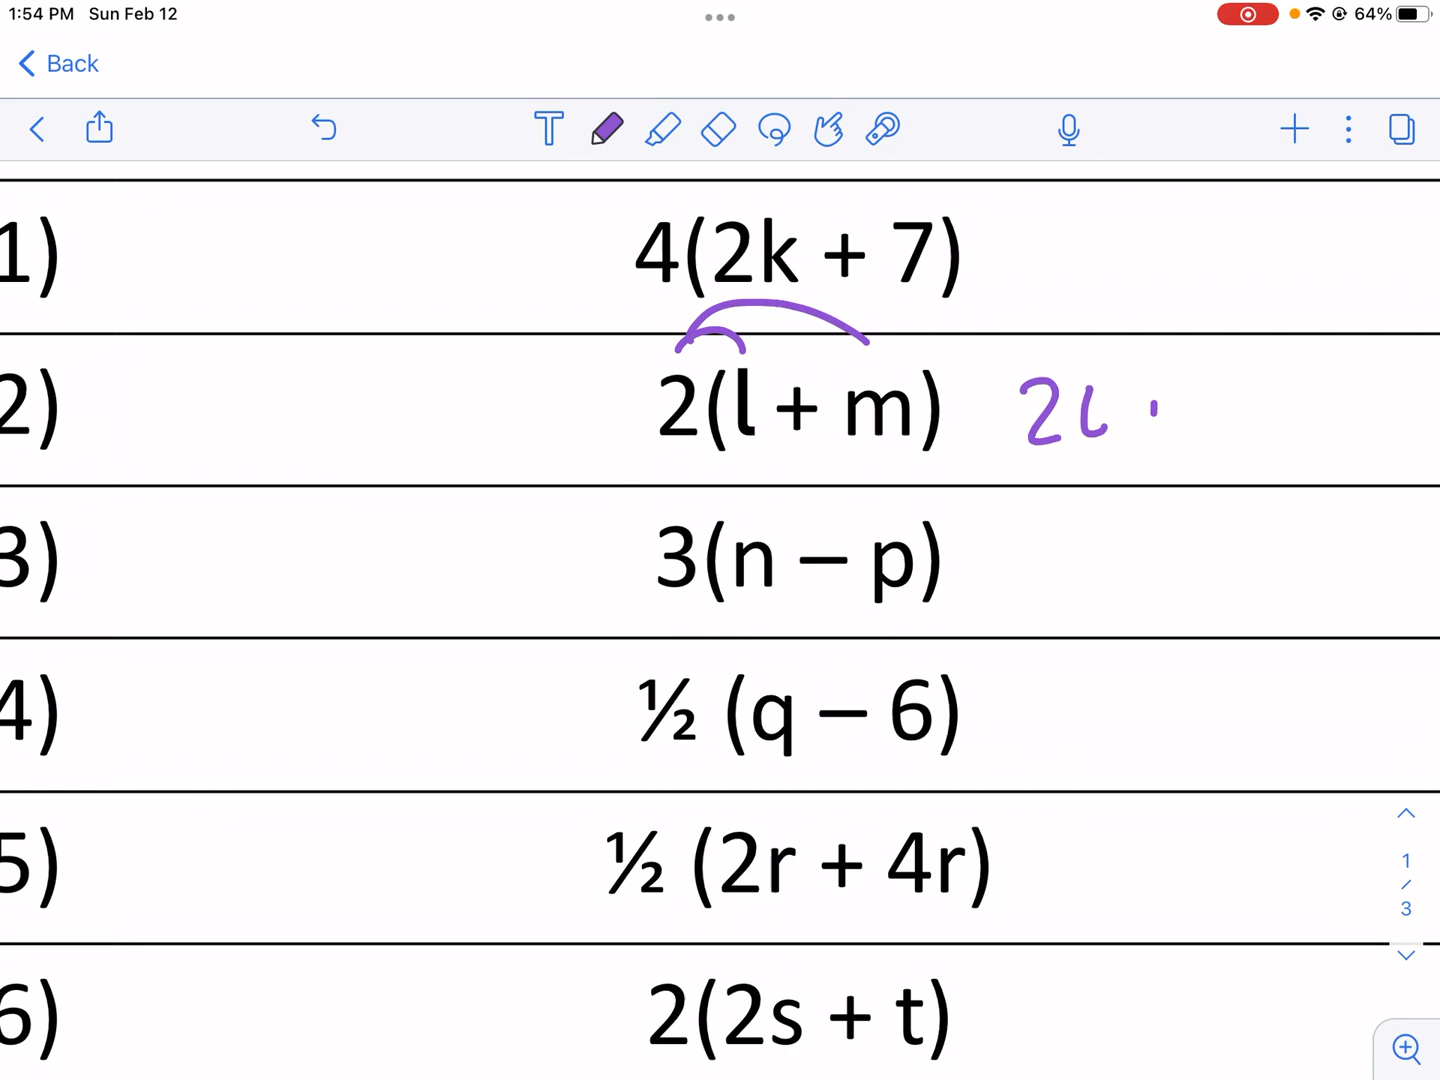 1:54 PM Sun Feb 12 64%
Back
1) 4(2k + 7)
2) 2(l + m) 2l
3) 3(n – p)
4) ½ (q – 6)
5) ½ (2r + 4r)
1
/
3
6) 2(2s + t)